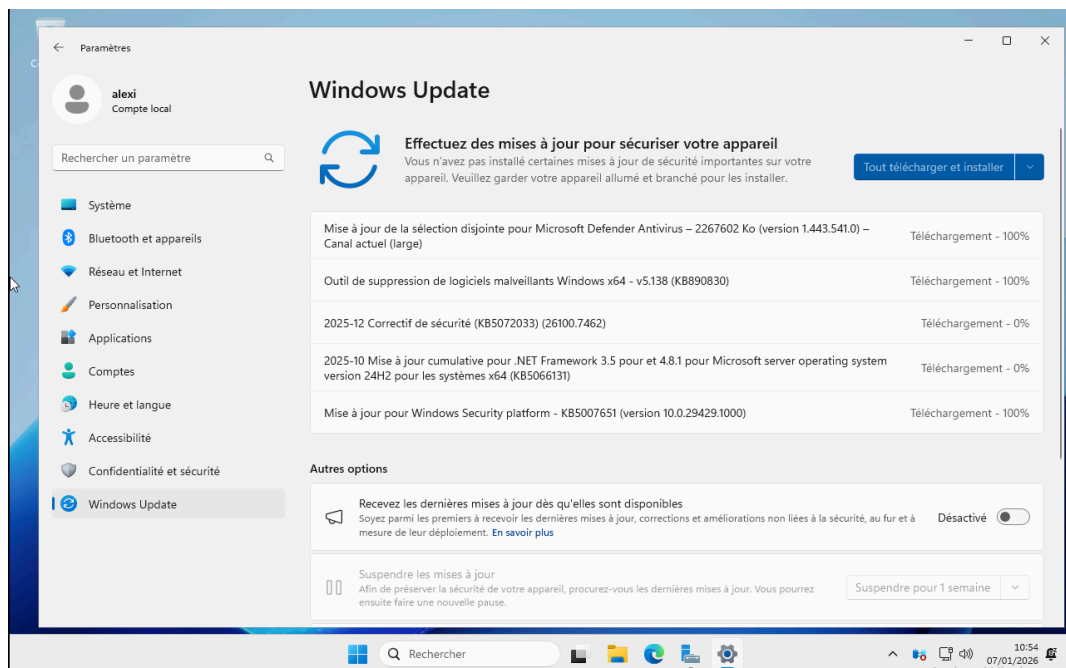 Paramètres
alexi
Compte local
Rechercher un paramètre
Système
Bluetooth et appareils
Réseau et Internet
Personnalisation
Applications
Comptes
Heure et langue
Accessibilité
Confidentialité et sécurité
Windows Update
Windows Update
Effectuez des mises à jour pour sécuriser votre appareil
Vous n'avez pas installé certaines mises à jour de sécurité importantes sur votre
appareil. Veuillez garder votre appareil allumé et branché pour les installer.
Tout télécharger et installer
Mise à jour de la sélection disjointe pour Microsoft Defender Antivirus – 2267602 Ko (version 1.443.541.0) –
Canal actuel (large)
Téléchargement - 100%
Outil de suppression de logiciels malveillants Windows x64 - v5.138 (KB890830)
Téléchargement - 100%
2025-12 Correctif de sécurité (KB5072033) (26100.7462)
Téléchargement - 0%
2025-10 Mise à jour cumulative pour .NET Framework 3.5 pour et 4.8.1 pour Microsoft server operating system
version 24H2 pour les systèmes x64 (KB5066131)
Téléchargement - 0%
Mise à jour pour Windows Security platform - KB5007651 (version 10.0.29429.1000)
Téléchargement - 100%
Autres options
Recevez les dernières mises à jour dès qu'elles sont disponibles
Soyez parmi les premiers à recevoir les dernières mises à jour, corrections et améliorations non liées à la sécurité, au fur et à
mesure de leur déploiement. En savoir plus
Désactivé
Suspendre les mises à jour
Afin de préserver la sécurité de votre appareil, procurez-vous les dernières mises à jour. Vous pourrez
ensuite faire une nouvelle pause.
Suspendre pour 1 semaine
Rechercher
10:54
07/01/2026